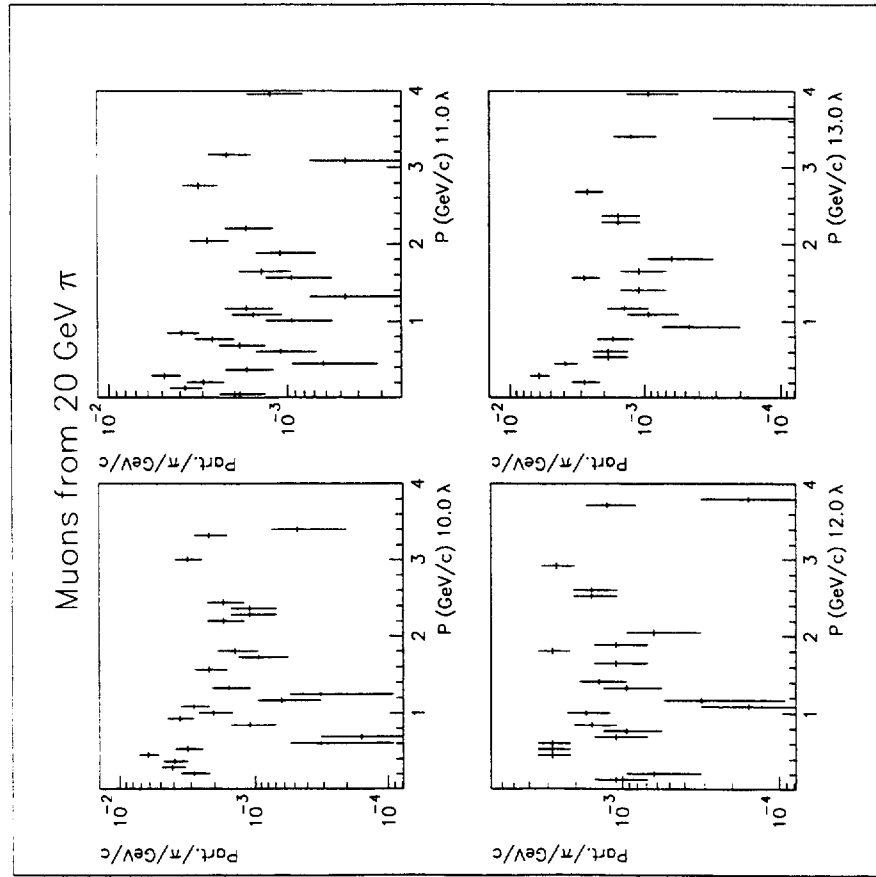 Muons from 20 GeV π
Part./π/GeV/c
10⁻²
10⁻³
10⁻⁴
1
2
3
4
P (GeV/c) 10.0 λ
Part./π/GeV/c
10⁻²
10⁻³
1
2
3
4
P (GeV/c) 11.0 λ
Part./π/GeV/c
10⁻³
10⁻⁴
1
2
3
4
P (GeV/c) 12.0 λ
Part./π/GeV/c
10⁻²
10⁻³
10⁻⁴
1
2
3
4
P (GeV/c) 13.0 λ